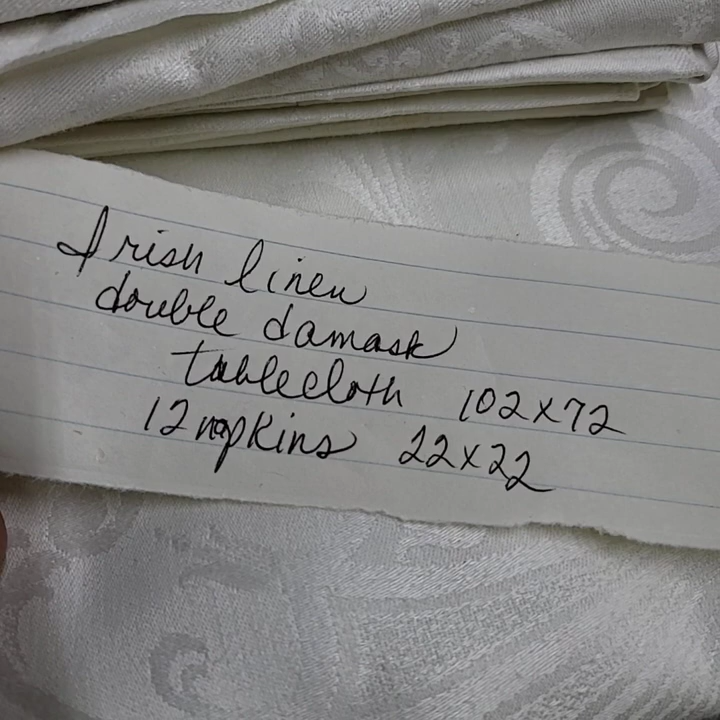 Irish linen
double damask
tablecloth 102x72
12 napkins 22x22